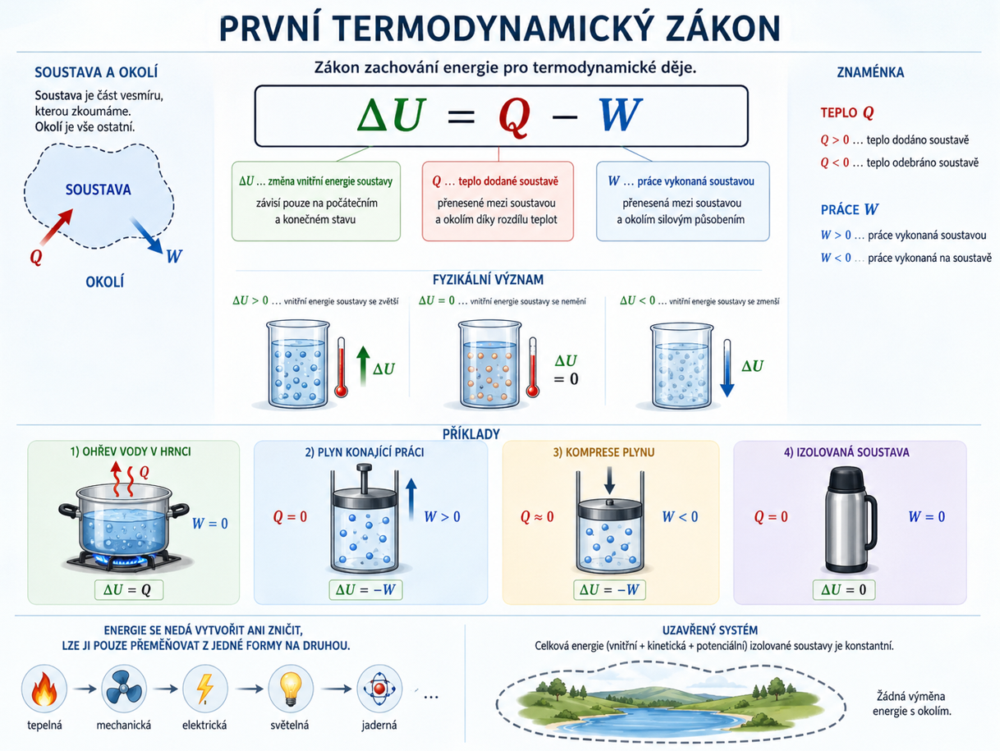 PRVNÍ TERMODYNAMICKÝ ZÁKON
SOUSTAVA A OKOLÍ
Soustava je část vesmíru,
kterou zkoumáme.
Okolí je vše ostatní.
SOUSTAVA
Q
W
OKOLÍ
Zákon zachování energie pro termodynamické děje.
ΔU = Q − W
ΔU … změna vnitřní energie soustavy
závisí pouze na počátečním
a konečném stavu
Q … teplo dodané soustavě
přenesené mezi soustavou
a okolím díky rozdílu teplot
W … práce vykonaná soustavou
přenesená mezi soustavou
a okolím silovým působením
ZNAMÉNKA
TEPLO Q
Q > 0 … teplo dodáno soustavě
Q < 0 … teplo odebráno soustavě
PRÁCE W
W > 0 … práce vykonaná soustavou
W < 0 … práce vykonaná na soustavě
FYZIKÁLNÍ VÝZNAM
ΔU > 0 … vnitřní energie soustavy se zvětší
ΔU
ΔU = 0 … vnitřní energie soustavy se nemění
ΔU
= 0
ΔU < 0 … vnitřní energie soustavy se zmenší
ΔU
PŘÍKLADY
1) OHŘEV VODY V HRNCI
Q
W = 0
ΔU = Q
2) PLYN KONAJÍCÍ PRÁCI
Q = 0
W > 0
ΔU = −W
3) KOMPRESE PLYNU
Q ≈ 0
W < 0
ΔU = −W
4) IZOLOVANÁ SOUSTAVA
Q = 0
W = 0
ΔU = 0
ENERGIE SE NEDÁ VYTVOŘIT ANI ZNIČIT,
LZE JI POUZE PŘEMĚŇOVAT Z JEDNÉ FORMY NA DRUHOU.
tepelná
mechanická
elektrická
světelná
jaderná
…
UZAVŘENÝ SYSTÉM
Celková energie (vnitřní + kinetická + potenciální) izolované soustavy je konstantní.
Žádná výměna
energie s okolím.